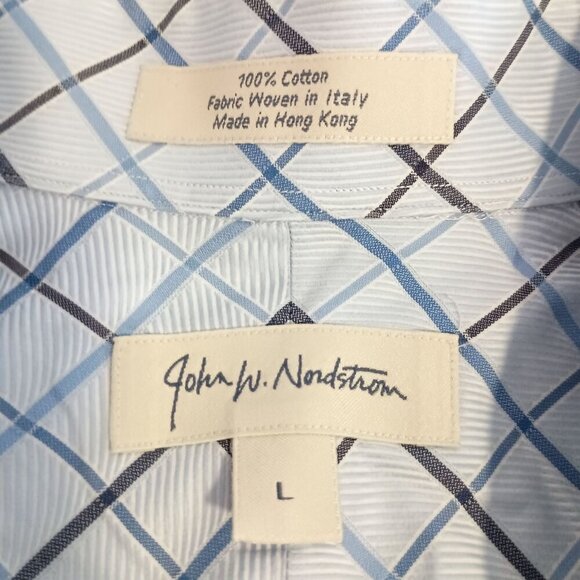 100% Cotton
Fabric Woven in Italy
Made in Hong Kong
John W. Nordstrom
L